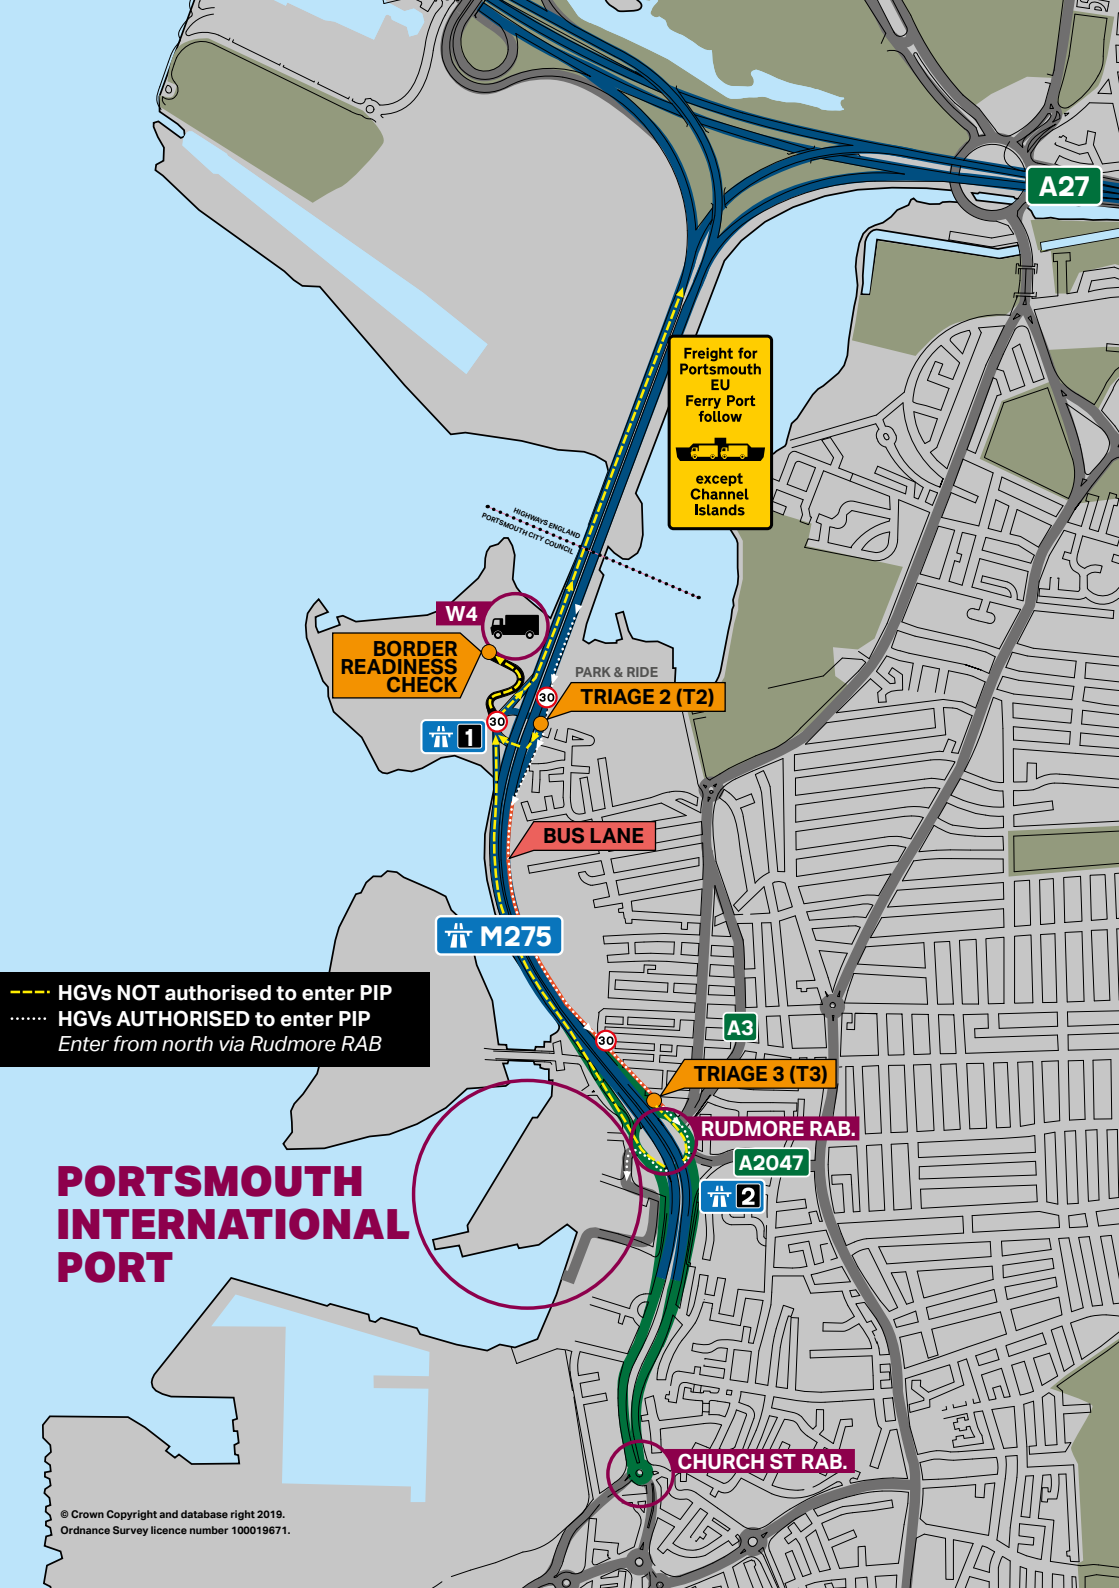 A27
Freight for
Portsmouth
EU
Ferry Port
follow
except
Channel
Islands
HIGHWAYS ENGLAND
PORTSMOUTH CITY COUNCIL
W4
BORDER
READINESS
CHECK
PARK & RIDE
30
TRIAGE 2 (T2)
30
1
BUS LANE
M275
HGVs NOT authorised to enter PIP
HGVs AUTHORISED to enter PIP
Enter from north via Rudmore RAB
A3
30
TRIAGE 3 (T3)
RUDMORE RAB.
A2047
2
PORTSMOUTH
INTERNATIONAL
PORT
CHURCH ST RAB.
© Crown Copyright and database right 2019.
Ordnance Survey licence number 100019671.